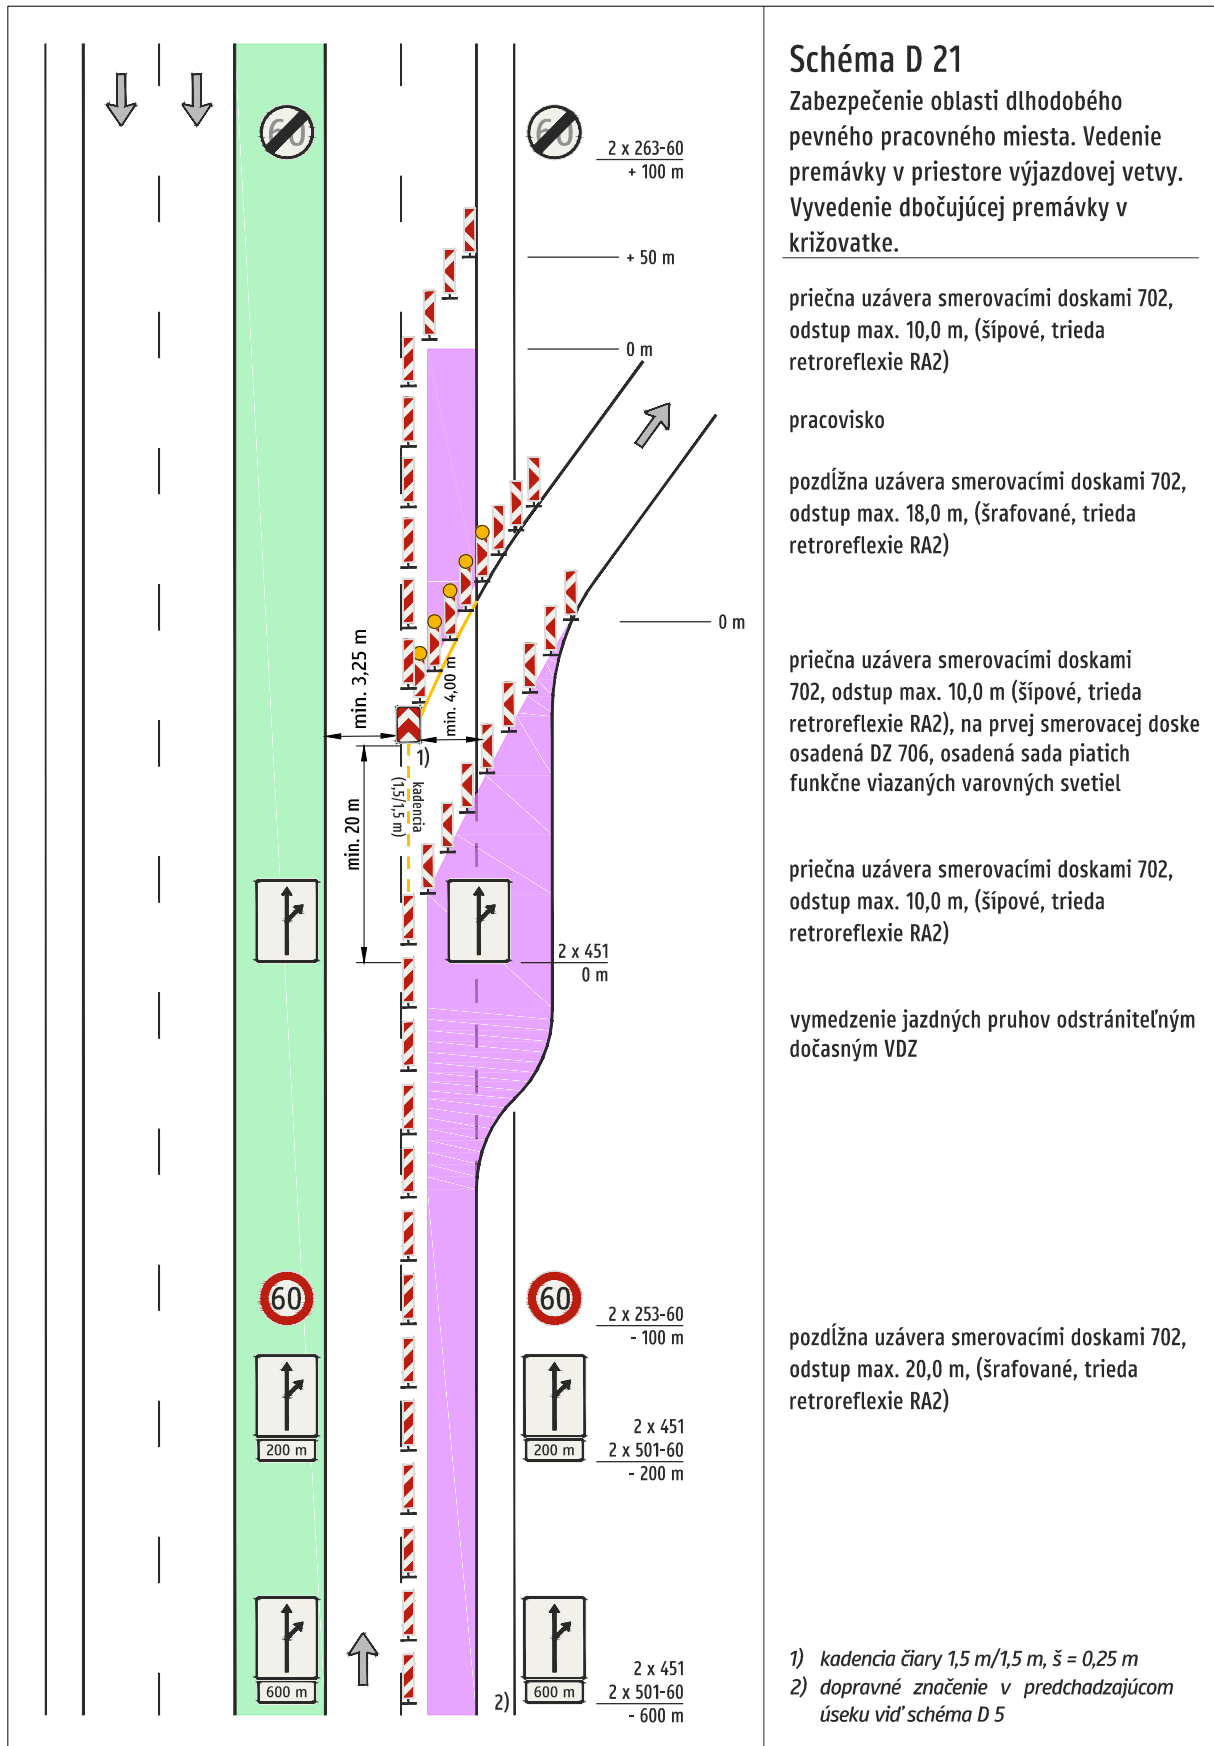 Schéma D 21
Zabezpečenie oblasti dlhodobého
pevného pracovného miesta. Vedenie
premávky v priestore výjazdovej vetvy.
Vyvedenie dbočujúcej premávky v
križovatke.
60
60
2 x 263-60
+ 100 m
+ 50 m
priečna uzávera smerovacími doskami 702,
odstup max. 10,0 m, (šípové, trieda
retroreflexie RA2)
0 m
pracovisko
pozdĺžna uzávera smerovacími doskami 702,
odstup max. 18,0 m, (šrafované, trieda
retroreflexie RA2)
0 m
min. 3,25 m
min. 4,00 m
1)
kadencia
(1,5/1,5 m)
min. 20 m
priečna uzávera smerovacími doskami
702, odstup max. 10,0 m (šípové, trieda
retroreflexie RA2), na prvej smerovacej doske
osadená DZ 706, osadená sada piatich
funkčne viazaných varovných svetiel
priečna uzávera smerovacími doskami 702,
odstup max. 10,0 m, (šípové, trieda
retroreflexie RA2)
2 x 451
0 m
vymedzenie jazdných pruhov odstrániteľným
dočasným VDZ
60
60
2 x 253-60
- 100 m
pozdĺžna uzávera smerovacími doskami 702,
odstup max. 20,0 m, (šrafované, trieda
retroreflexie RA2)
200 m
200 m
2 x 451
2 x 501-60
- 200 m
600 m
2)
600 m
2 x 451
2 x 501-60
- 600 m
1) kadencia čiary 1,5 m/1,5 m, š = 0,25 m
2) dopravné značenie v predchadzajúcom
úseku viď schéma D 5